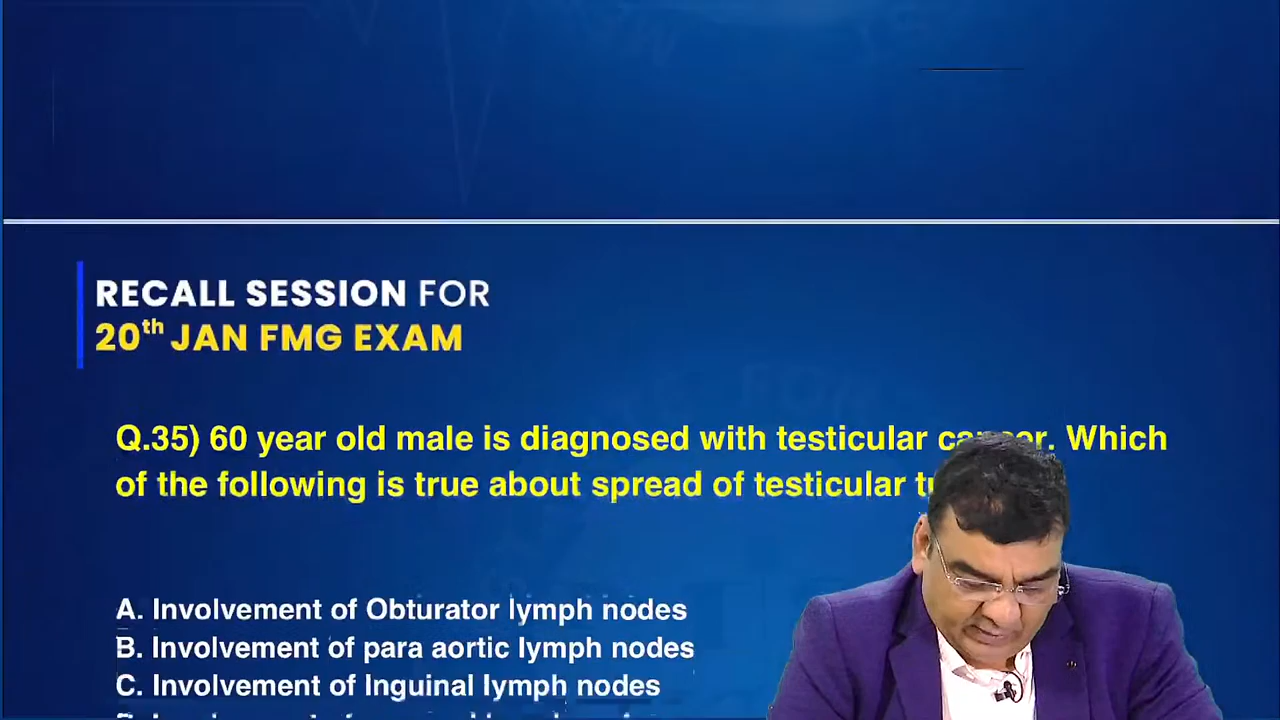 RECALL SESSION FOR
20th JAN FMG EXAM
Q.35) 60 year old male is diagnosed with testicular Which
of the following is true about spread of testicular
A. Involvement of Obturator lymph nodes
B. Involvement of para aortic lymph nodes
C. Involvement of Inguinal lymph nodes